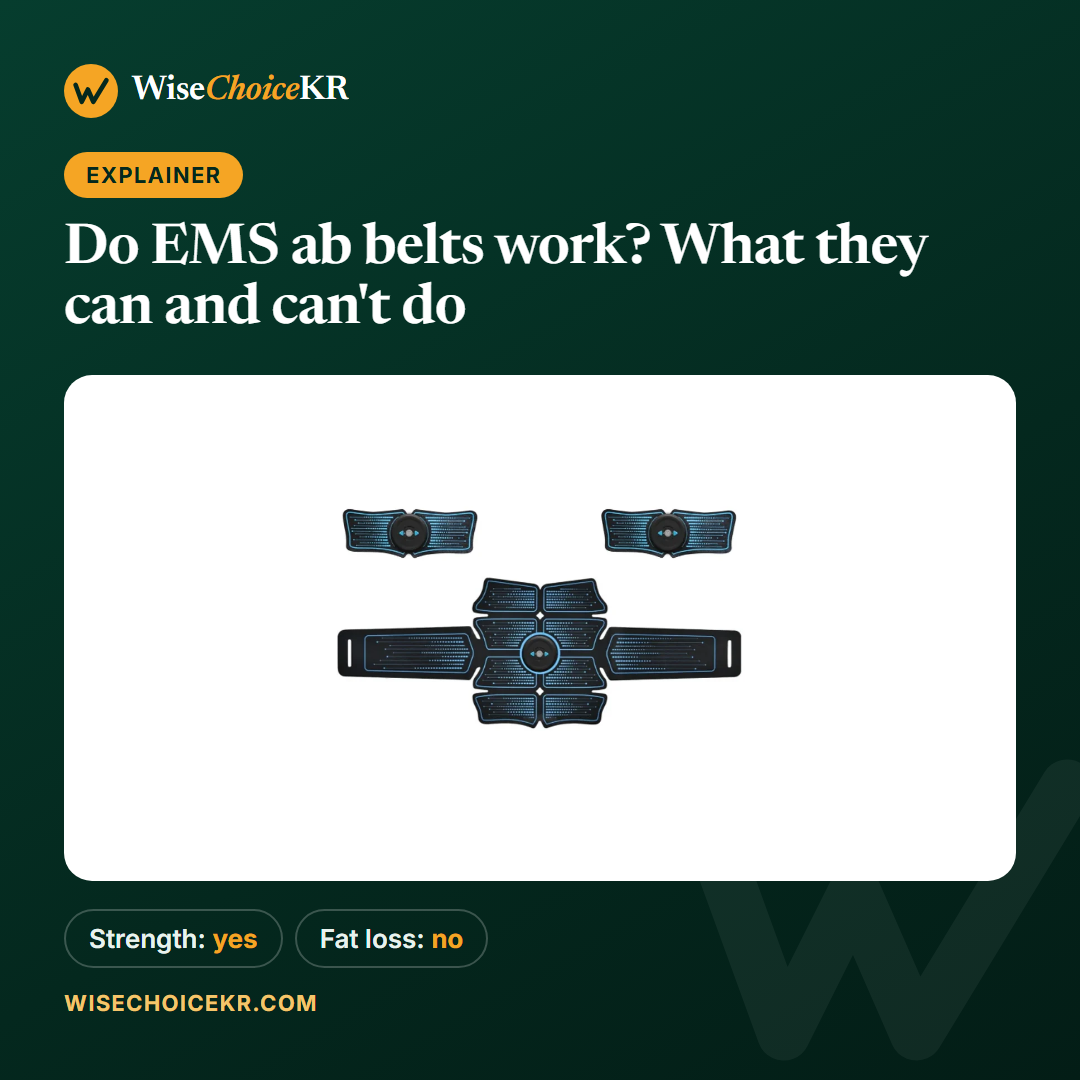 WiseChoiceKR
EXPLAINER
Do EMS ab belts work? What they
can and can't do
Strength: yes
Fat loss: no
WISECHOICEKR.COM